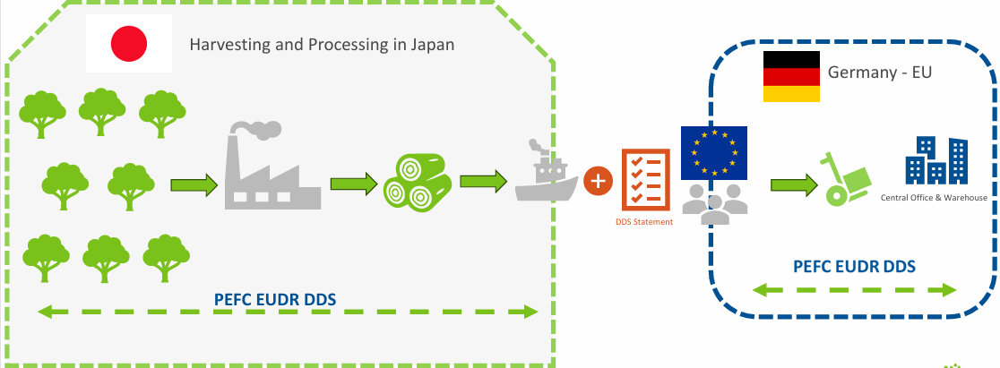 Harvesting and Processing in Japan
Germany - EU
Central Office & Warehouse
DDS Statement
PEFC EUDR DDS
PEFC EUDR DDS